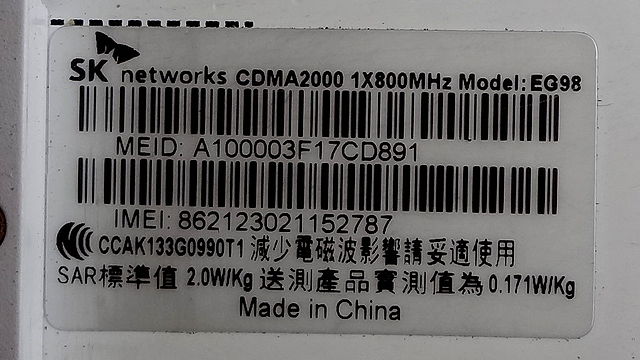 SK networks CDMA2000 1X800MHz Model: EG98
MEID: A100003F17CD891
IMEI: 862123021152787
CCAK133G0990T1 減少電磁波影響請妥適使用
SAR標準值 2.0W/Kg 送測產品實測值為 0.171W/Kg
Made in China